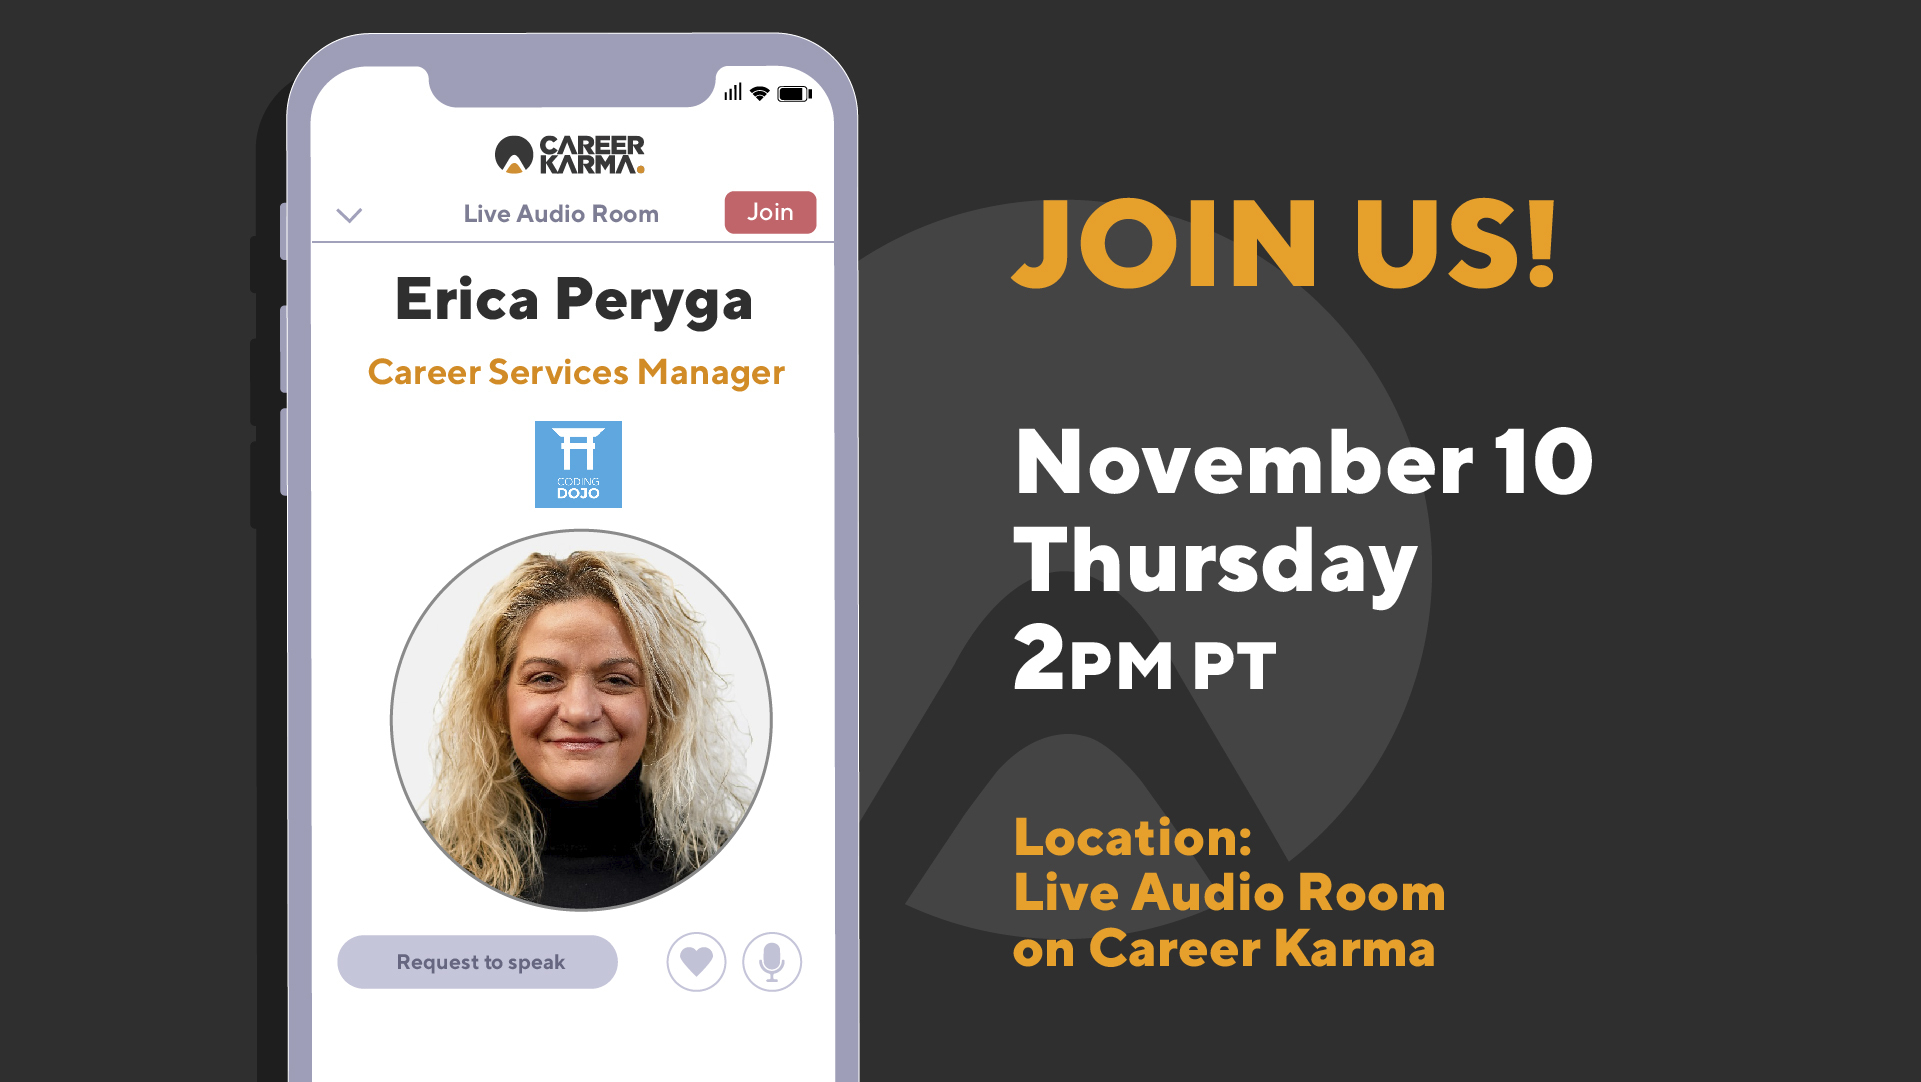 CAREER
KARMA.
Live Audio Room
Join
Erica Peryga
Career Services Manager
CODING
DOJO
Request to speak
JOIN US!
November 10
Thursday
2PM PT
Location:
Live Audio Room
on Career Karma